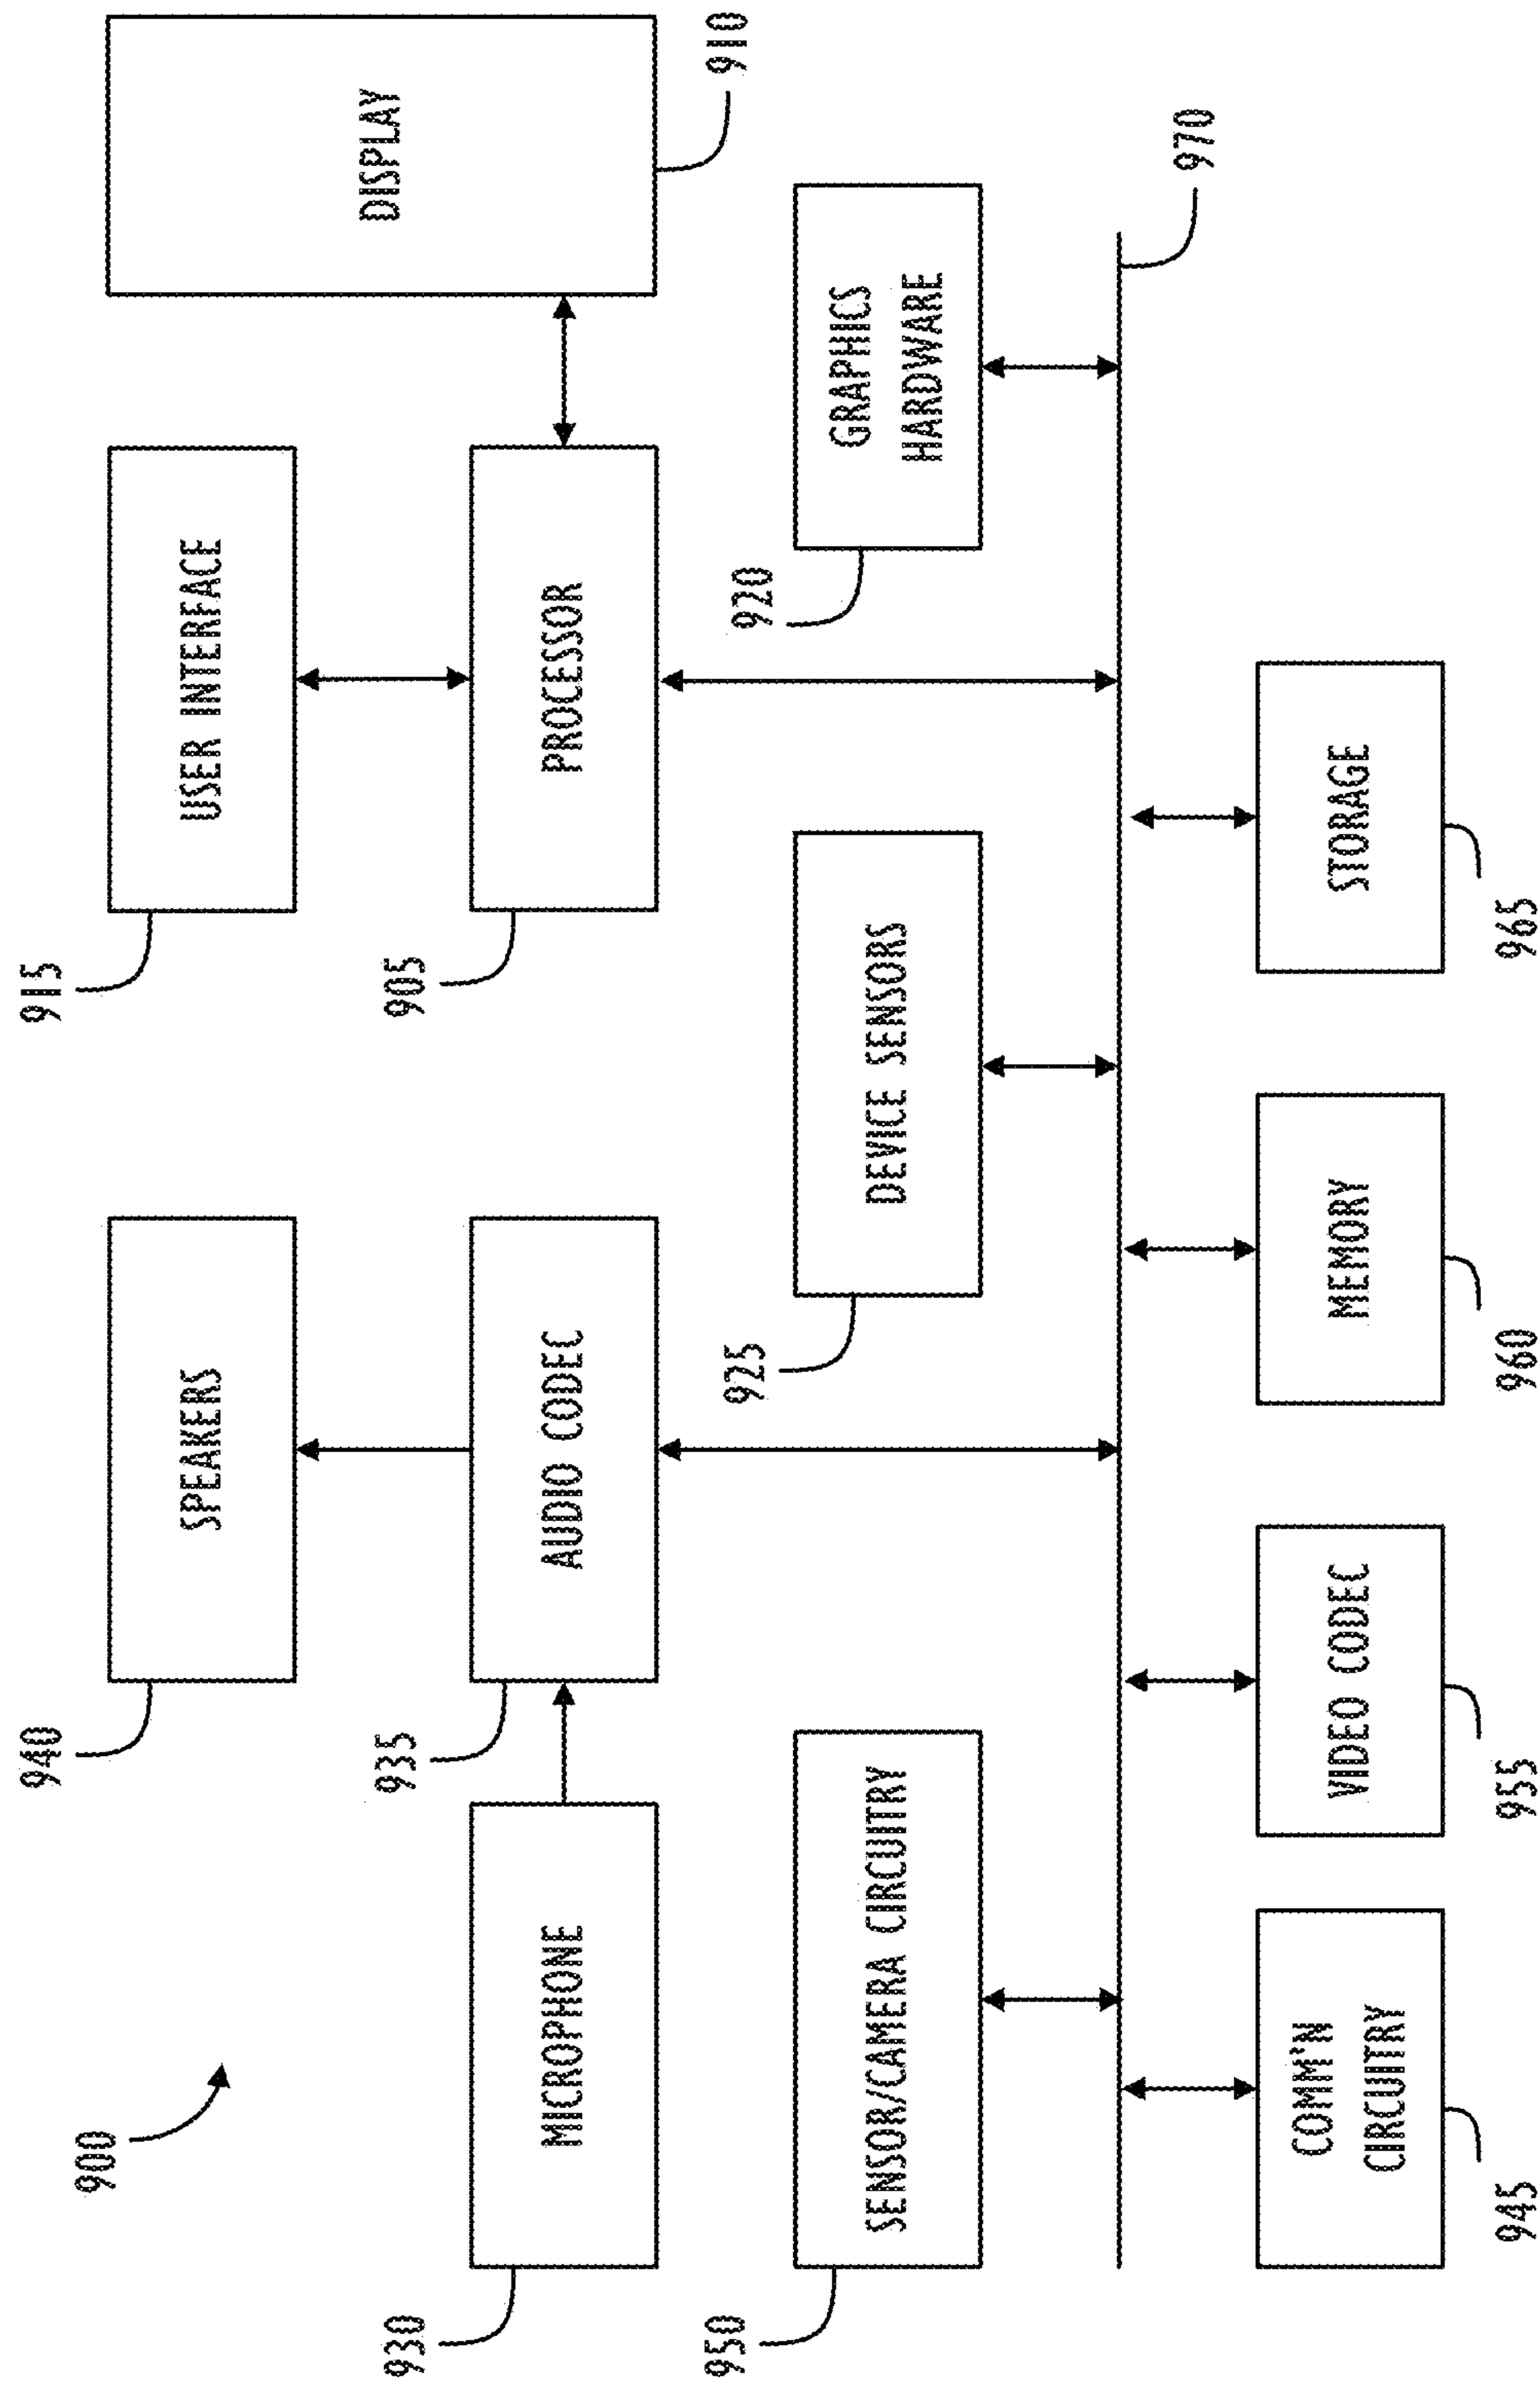 900
940
SPEAKERS
915
USER INTERFACE
DISPLAY
910
930
MICROPHONE
935
AUDIO CODEC
905
PROCESSOR
950
SENSOR/CAMERA CIRCUITRY
925
DEVICE SENSORS
920
GRAPHICS
HARDWARE
970
COMM'N
CIRCUITRY
945
VIDEO CODEC
955
MEMORY
960
STORAGE
965